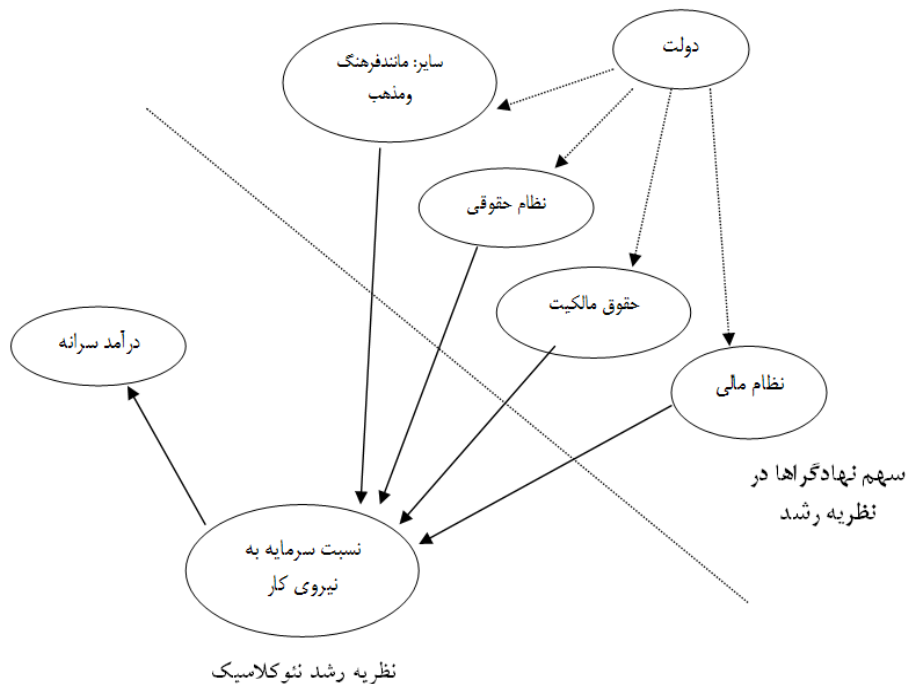 دولت
سایر: مانندفرهنگ
ومذهب
نظام حقوقی
حقوق مالکیت
درآمد سرانه
نظام مالی
سهم نهادگراها در
نظریه رشد
نسبت سرمایه به
نیروی کار
نظریه رشد نئوکلاسیک